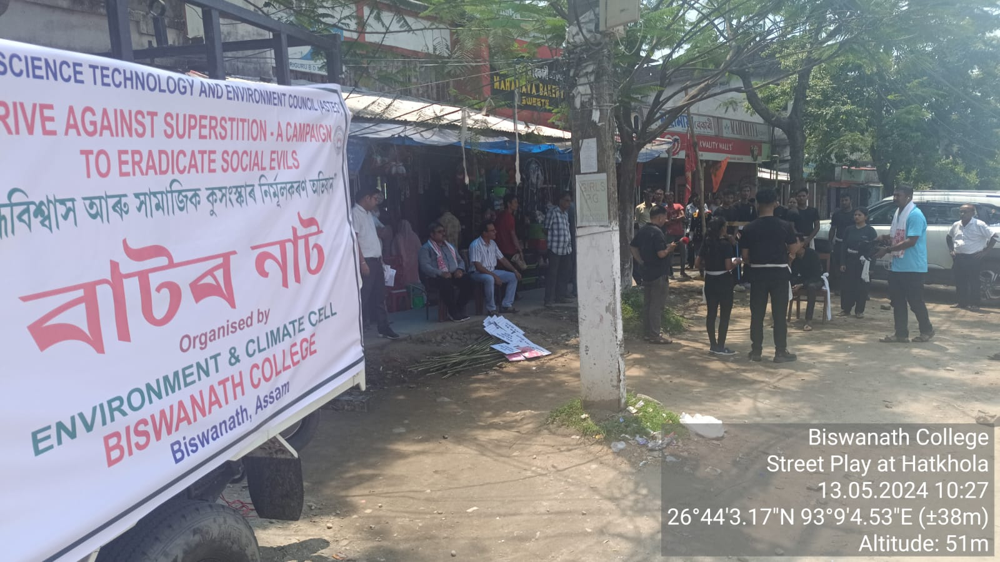 SCIENCE TECHNOLOGY AND ENVIRONMENT COUNCIL (ASTEC)
RIVE AGAINST SUPERSTITION - A CAMPAIGN
TO ERADICATE SOCIAL EVILS
ধবিশ্বাস আৰু সামাজিক কুসংস্কাৰ নিৰ্মূলকৰণ অভিযান"
বাটৰ নাট
Organised by
ENVIRONMENT & CLIMATE CELL
BISWANATH COLLEGE
Biswanath, Assam
RIGURU B.D
MAHAMAYA BAKERY
SWEETS
বেকাৰী
MAHAMAYA
KWALITY WALL'S
GIRLS
P.G.
Biswanath College
Street Play at Hatkhola
13.05.2024 10:27
26°44'3.17"N 93°9'4.53"E (±38m)
Altitude: 51m